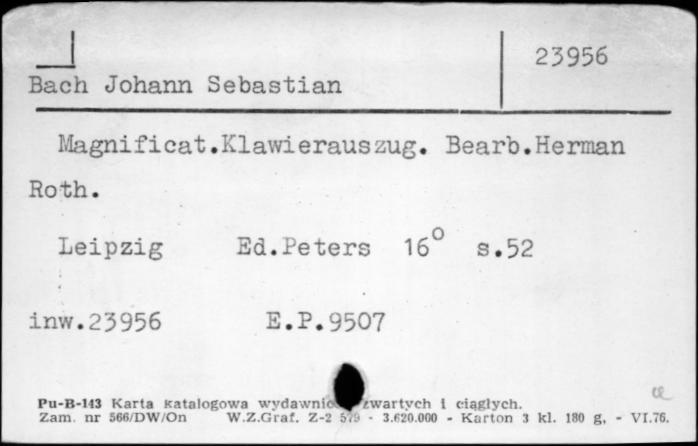 23956
Bach Johann Sebastian
Magnificat.Klawierauszug. Bearb.Herman
Roth.
Leipzig Ed.Peters 16° s.52
inw.23956 E.P.9507
Pu-B-143 Karta katalogowa zwartych i ciągłych.
Zam. nr 566/DW/On W.Z.Graf. Z-2 579 - 3.620.000 - Karton 3 kl. 180 g. - VI.76.